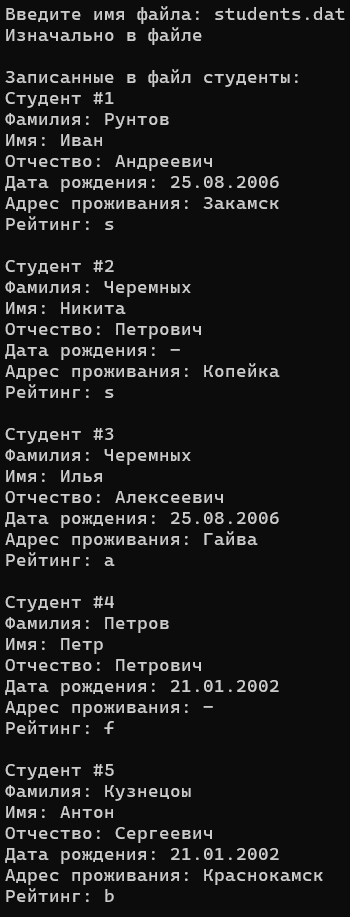 Введите имя файла: students.dat
Изначально в файле
Записанные в файл студенты:
Студент #1
Фамилия: Рунтов
Имя: Иван
Отчество: Андреевич
Дата рождения: 25.08.2006
Адрес проживания: Закамск
Рейтинг: s
Студент #2
Фамилия: Черемных
Имя: Никита
Отчество: Петрович
Дата рождения: -
Адрес проживания: Копейка
Рейтинг: s
Студент #3
Фамилия: Черемных
Имя: Илья
Отчество: Алексеевич
Дата рождения: 25.08.2006
Адрес проживания: Гайва
Рейтинг: a
Студент #4
Фамилия: Петров
Имя: Петр
Отчество: Петрович
Дата рождения: 21.01.2002
Адрес проживания: -
Рейтинг: f
Студент #5
Фамилия: Кузнецоы
Имя: Антон
Отчество: Сергеевич
Дата рождения: 21.01.2002
Адрес проживания: Краснокамск
Рейтинг: b